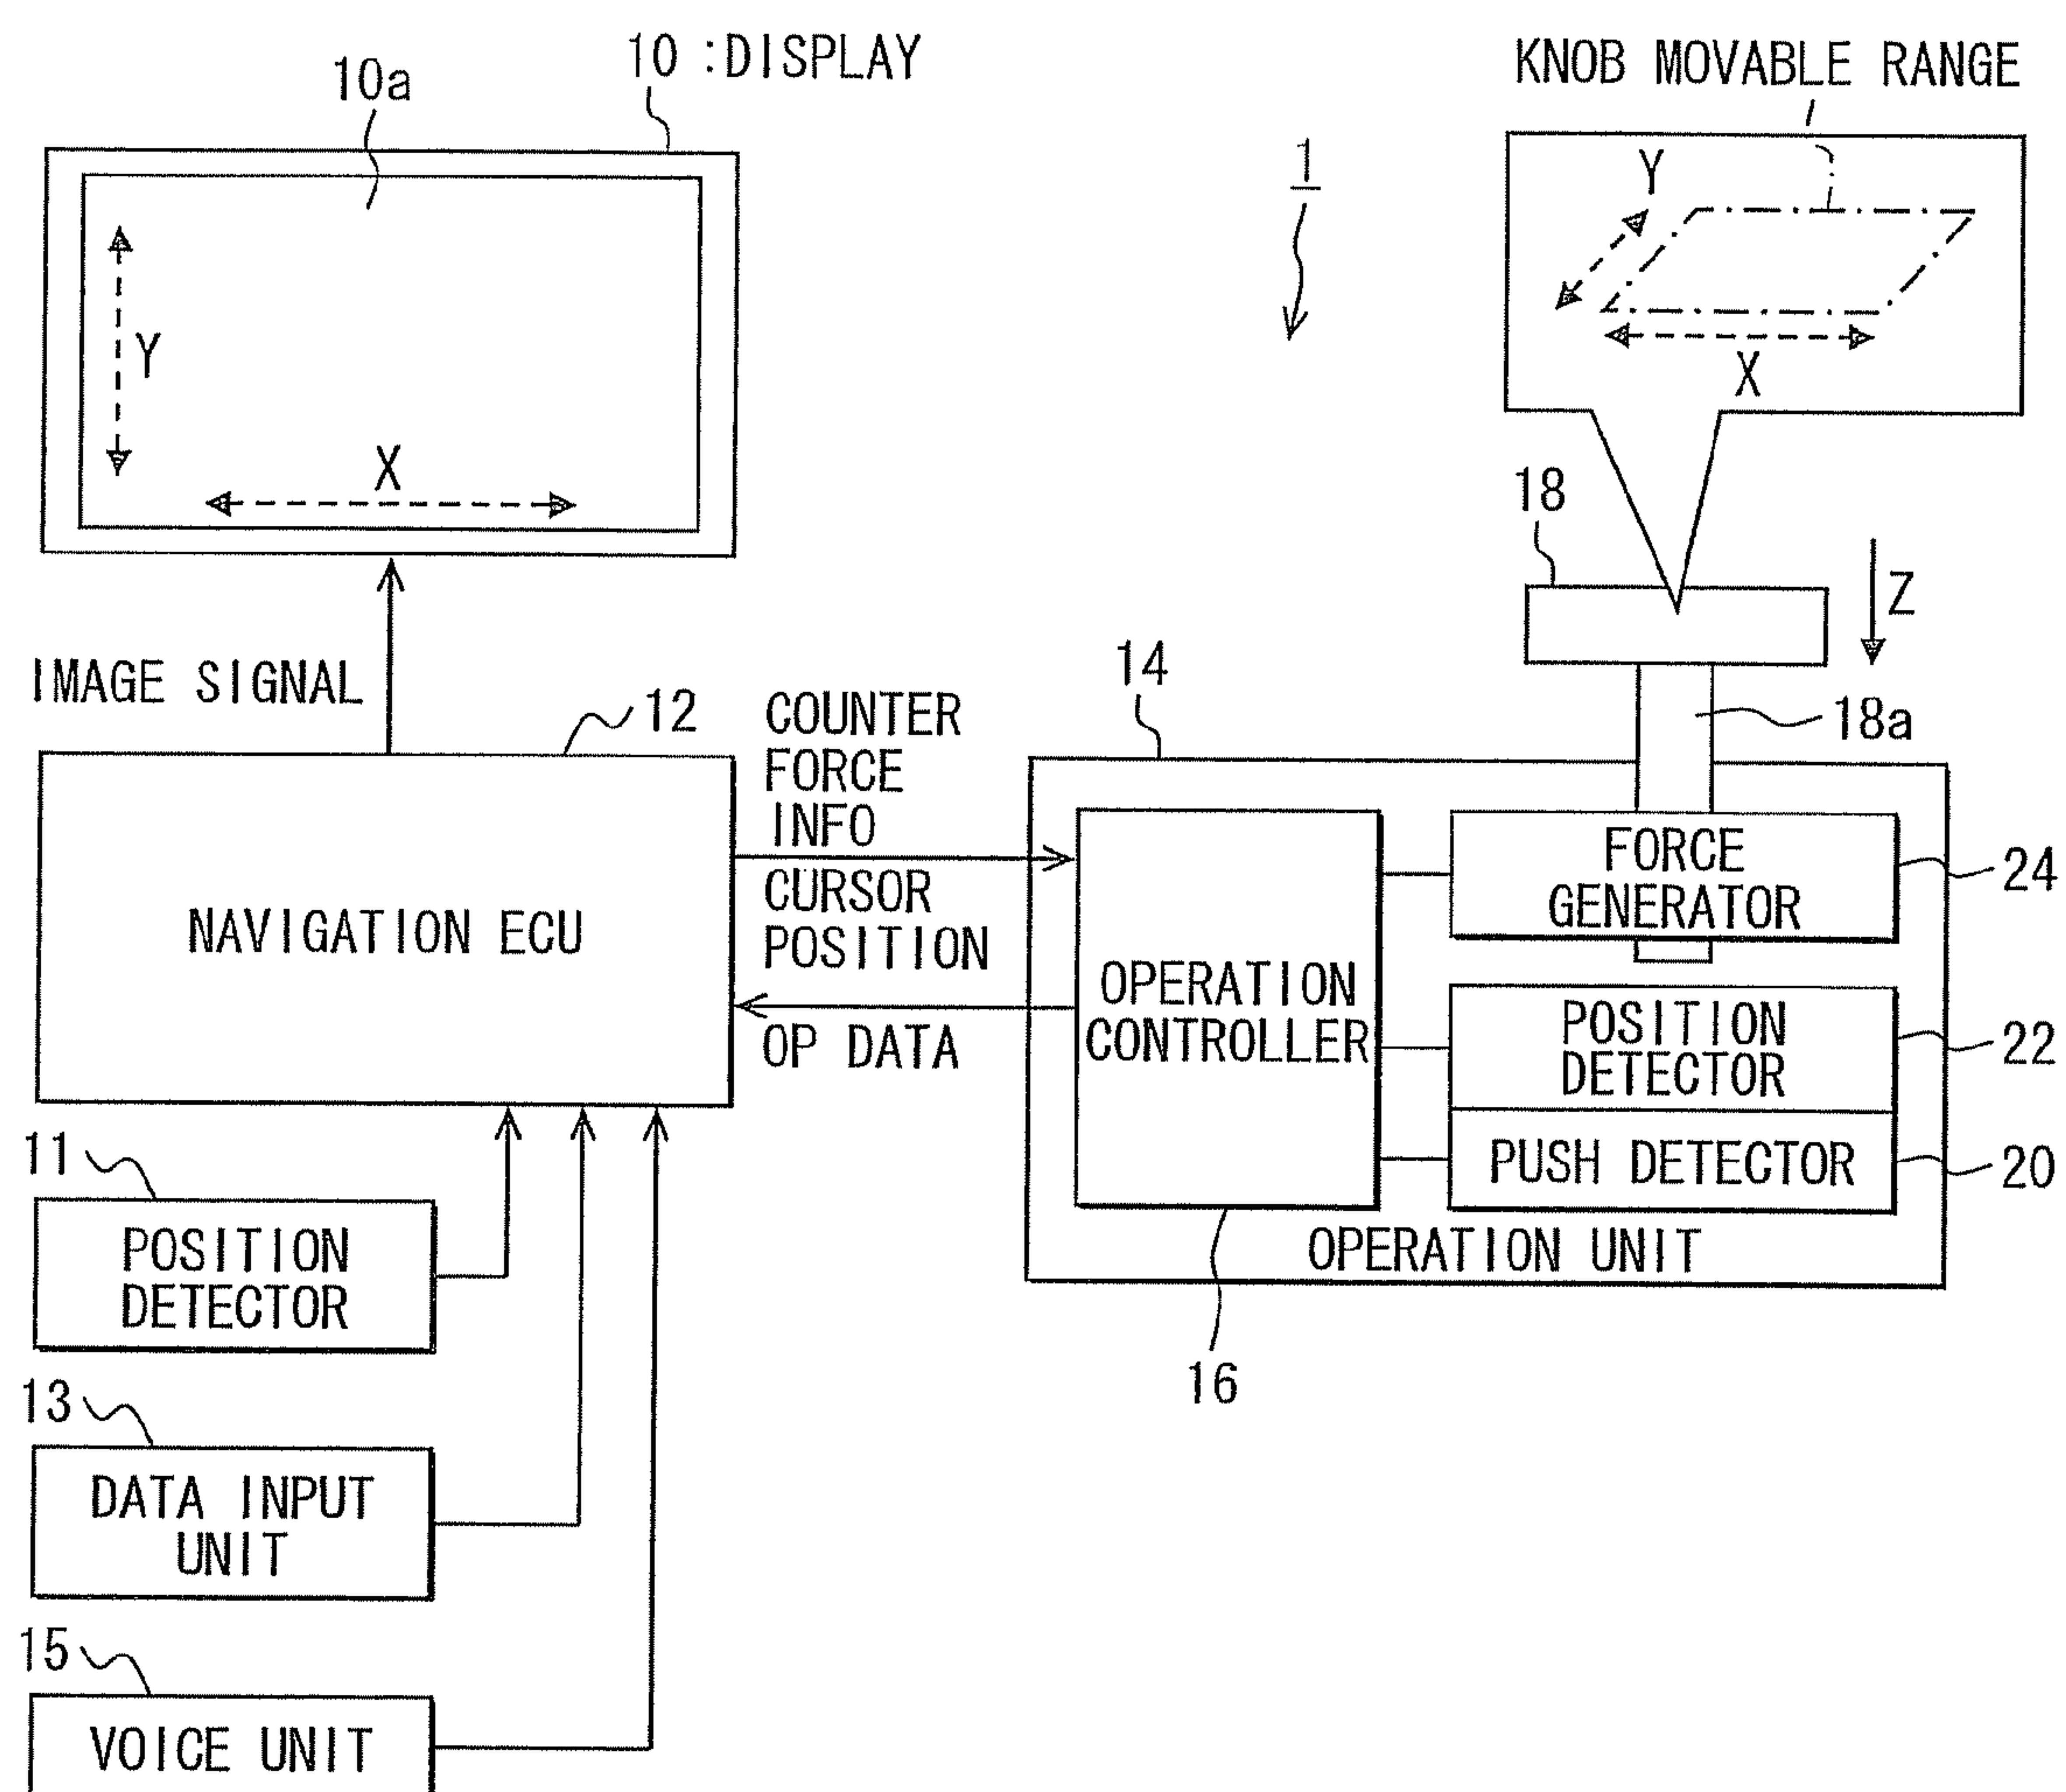 10 :DISPLAY
10a
Y
X
1
KNOB MOVABLE RANGE
Y
X
18
Z
18a
IMAGE SIGNAL
12
NAVIGATION ECU
COUNTER
FORCE
INFO
CURSOR
POSITION
OP DATA
14
OPERATION
CONTROLLER
FORCE
GENERATOR
24
POSITION
DETECTOR
22
PUSH DETECTOR
20
OPERATION UNIT
16
11
POSITION
DETECTOR
13
DATA INPUT
UNIT
15
VOICE UNIT